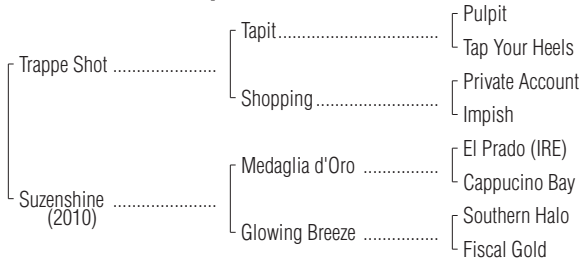 Pulpit
Tapit
Tap Your Heels
Trappe Shot
Private Account
Shopping
Impish
El Prado (IRE)
Medaglia d'Oro
Cappucino Bay
Suzenshine
(2010)
Southern Halo
Glowing Breeze
Fiscal Gold